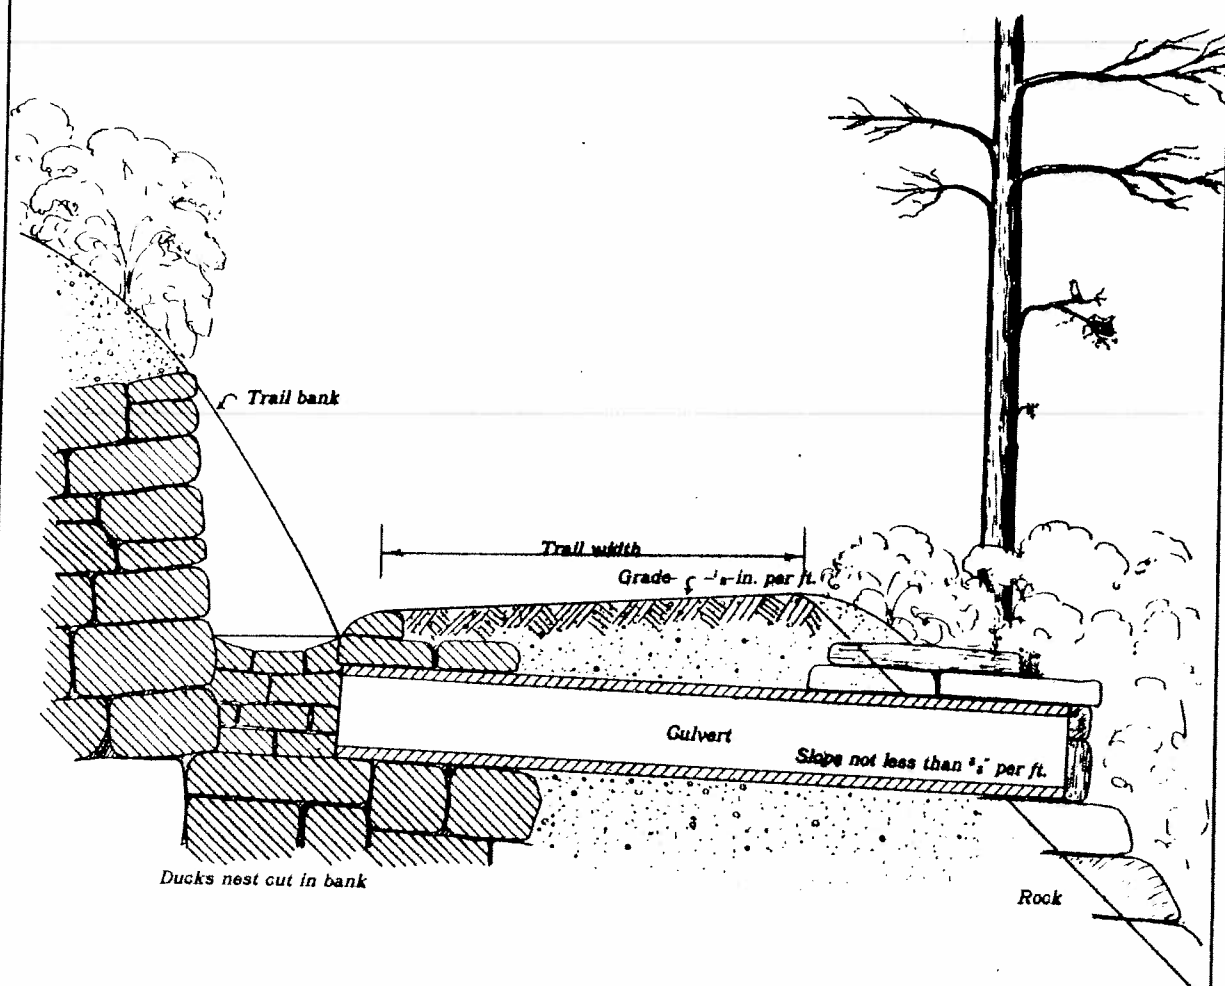 Trail bank
Trail width
Grade in. per ft.
Culvert
Slope not less than per ft.
Ducks nest cut in bank
Rock